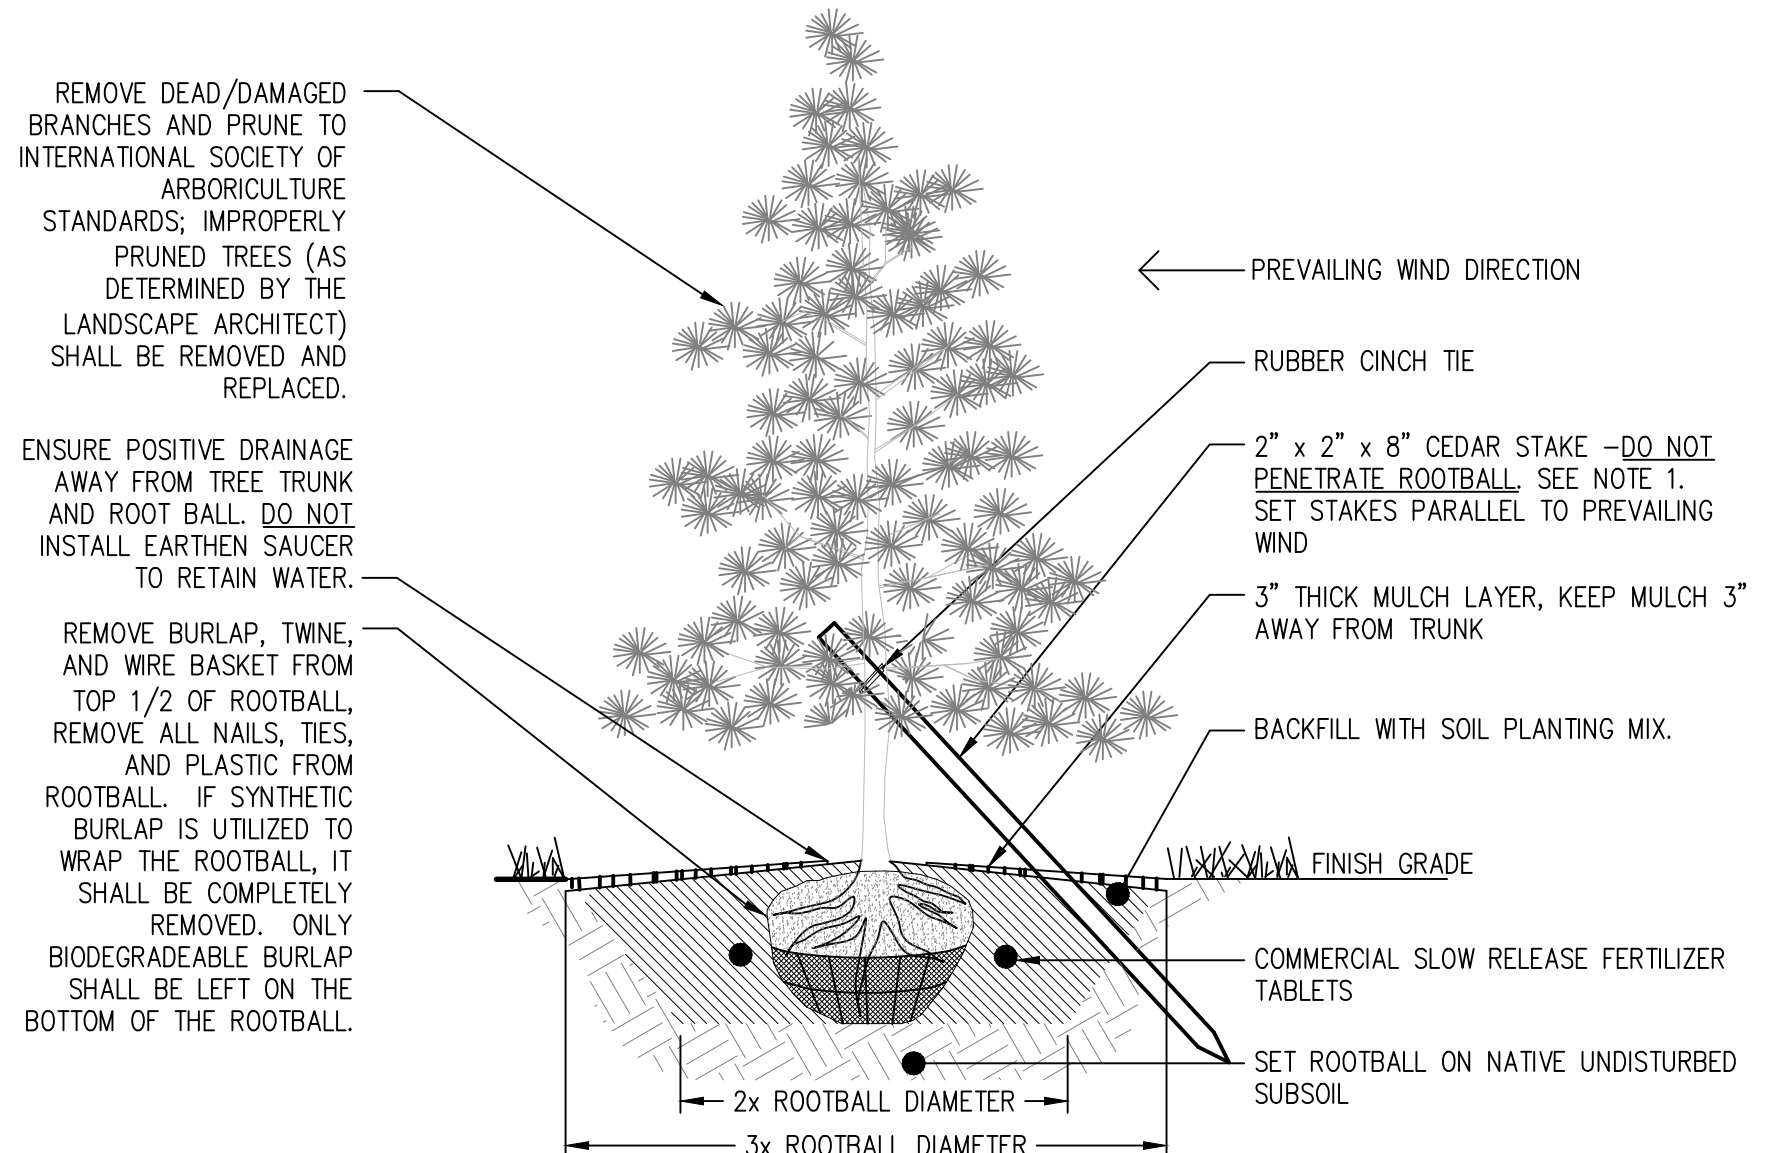 REMOVE DEAD/DAMAGED
BRANCHES AND PRUNE TO
INTERNATIONAL SOCIETY OF
ARBORICULTURE
STANDARDS; IMPROPERLY
PRUNED TREES (AS
DETERMINED BY THE
LANDSCAPE ARCHITECT)
SHALL BE REMOVED AND
REPLACED.
ENSURE POSITIVE DRAINAGE
AWAY FROM TREE TRUNK
AND ROOT BALL. DO NOT
INSTALL EARTHEN SAUCER
TO RETAIN WATER.
REMOVE BURLAP, TWINE,
AND WIRE BASKET FROM
TOP 1/2 OF ROOTBALL,
REMOVE ALL NAILS, TIES,
AND PLASTIC FROM
ROOTBALL. IF SYNTHETIC
BURLAP IS UTILIZED TO
WRAP THE ROOTBALL, IT
SHALL BE COMPLETELY
REMOVED. ONLY
BIODEGRADEABLE BURLAP
SHALL BE LEFT ON THE
BOTTOM OF THE ROOTBALL.
PREVAILING WIND DIRECTION
RUBBER CINCH TIE
2” x 2” x 8” CEDAR STAKE –DO NOT
PENETRATE ROOTBALL. SEE NOTE 1.
SET STAKES PARALLEL TO PREVAILING
WIND
3” THICK MULCH LAYER, KEEP MULCH 3”
AWAY FROM TRUNK
BACKFILL WITH SOIL PLANTING MIX.
FINISH GRADE
COMMERCIAL SLOW RELEASE FERTILIZER
TABLETS
SET ROOTBALL ON NATIVE UNDISTURBED
SUBSOIL
2x ROOTBALL DIAMETER
3x ROOTBALL DIAMETER